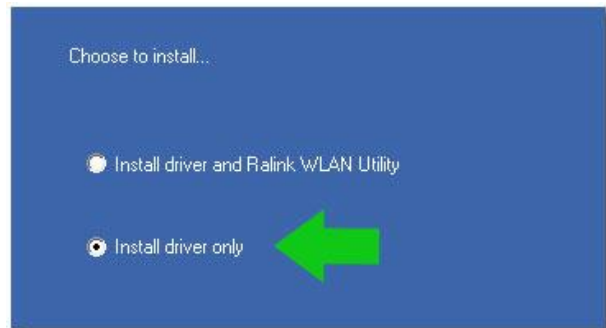 Choose to install...
Install driver and Ralink WLAN Utility
Install driver only